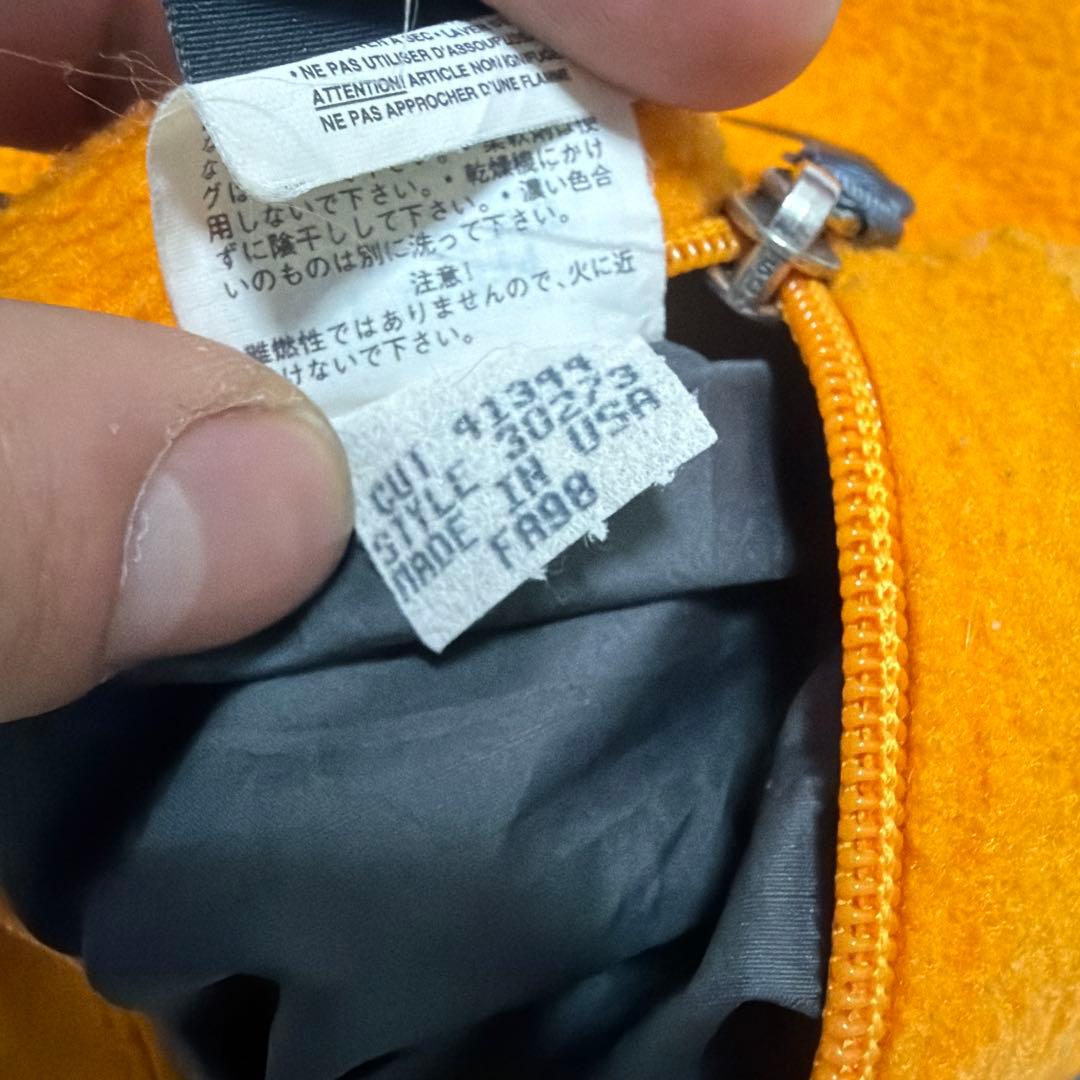 • NE PAS UTILISER D'ASSOUPL
ATTENTION! ARTICLE NON IGNIFUGE
NE PAS APPROCHER D'UNE FLAMME
グは
用しないで下さい。・乾燥機にかけ
ずに陰干しして下さい。・濃い色合
いのものは別に洗って下さい。
注意!
難燃性ではありませんので、火に近
けないで下さい。
CUT 41394
STYLE 30273
MADE IN USA
FA98